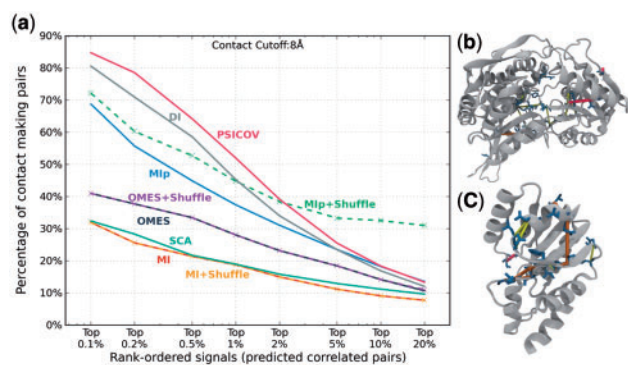 (a)
Contact Cutoff:8Å
Percentage of contact making pairs
90%
80%
70%
60%
50%
40%
30%
20%
10%
0%
PSICOV
DI
MIp
MIp+Shuffle
OMES+Shuffle
OMES
SCA
MI
MI+Shuffle
Top Top Top Top Top Top Top Top
0.1% 0.2% 0.5% 1% 2% 5% 10% 20%
Rank-ordered signals (predicted correlated pairs)
(b)
(C)